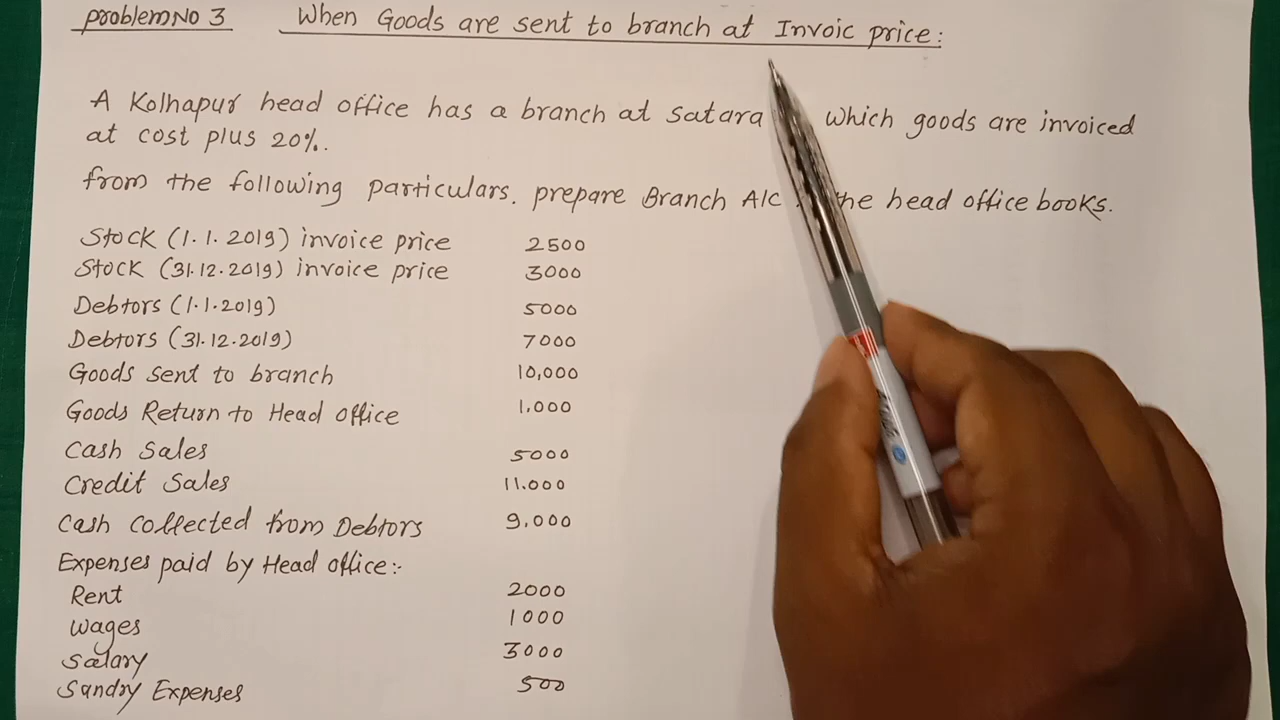 problem No 3 When Goods are sent to branch at Invoic price:
A Kolhapur head office has a branch at Satara which goods are invoiced
at cost plus 20%.
from the following particulars. prepare Branch A/C the head office books.
Stock (1.1.2019) invoice price 2500
Stock (31.12.2019) invoice price 3000
Debtors (1.1.2019) 5000
Debtors (31.12.2019) 7000
Goods sent to branch 10,000
Goods Return to Head office 1.000
Cash Sales 5000
Credit Sales 11.000
Cash collected from Debtors 9,000
Expenses paid by Head office:-
Rent 2000
Wages 1000
Salary 3000
Sandry Expenses 500